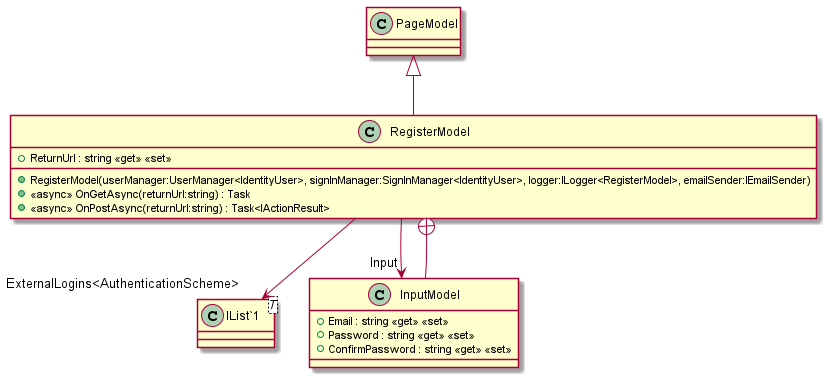 C PageModel
C RegisterModel
ReturnUrl : string «get» «set»
RegisterModel(userManager:UserManager<IdentityUser>, signInManager:SignInManager<IdentityUser>, logger:ILogger<RegisterModel>, emailSender:IEmailSender)
«async» OnGetAsync(returnUrl:string) : Task
«async» OnPostAsync(returnUrl:string) : Task<IActionResult>
Input
ExternalLogins<AuthenticationScheme>
C IList`1
T
C InputModel
Email : string «get» «set»
Password : string «get» «set»
ConfirmPassword : string «get» «set»